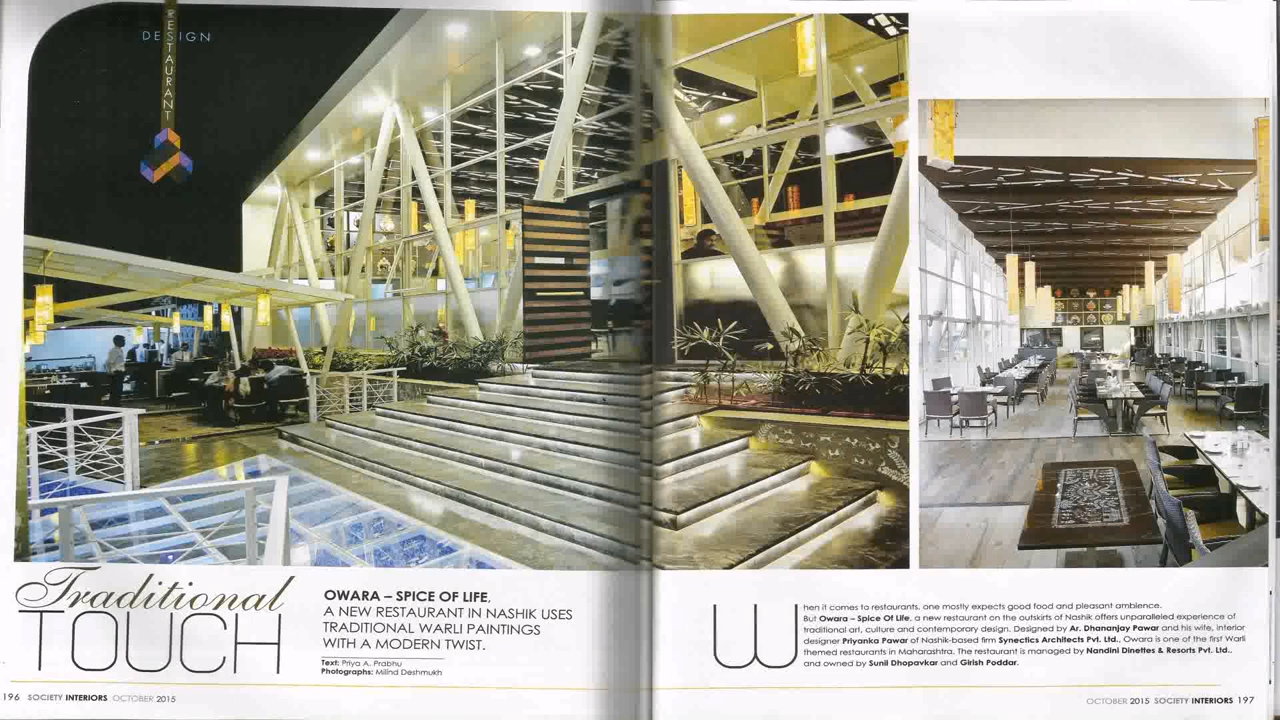 DESIGN
RESTAURANT
Traditional
TOUCH
OWARA – SPICE OF LIFE,
A NEW RESTAURANT IN NASHIK USES
TRADITIONAL WARLI PAINTINGS
WITH A MODERN TWIST.
Text: Priya A. Prabhu
Photographs: Milind Deshmukh
196 SOCIETY INTERIORS OCTOBER 2015
When it comes to restaurants, one mostly expects good food and pleasant ambience.
But Owara – Spice Of Life, a new restaurant on the outskirts of Nashik offers unparalleled experience of
traditional art, culture and contemporary design. Designed by Ar. Dhananjay Pawar and his wife, interior
designer Priyanka Pawar of Nashik-based firm Synectics Architects Pvt. Ltd., Owara is one of the first Warli
themed restaurants in Maharashtra. The restaurant is managed by Nandini Dinettes & Resorts Pvt. Ltd.,
and owned by Sunil Dhopavkar and Girish Poddar.
OCTOBER 2015 SOCIETY INTERIORS 197